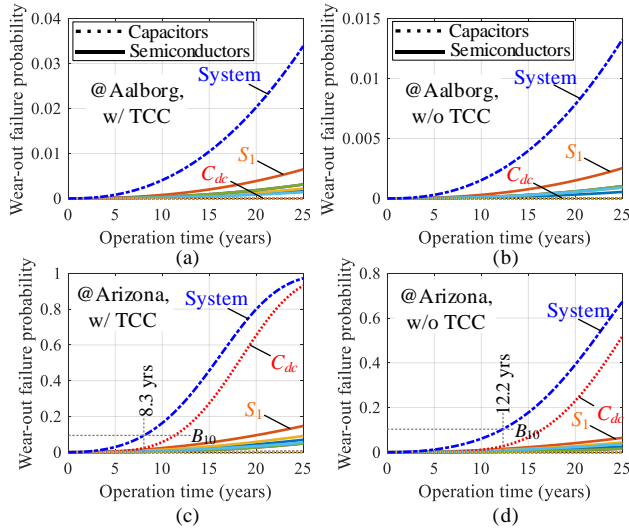 0.04
0.03
0.02
0.01
0
0 5 10 15 20 25
Wear-out failure probability
Operation time (years)
Capacitors
Semiconductors
@Aalborg,
w/ TCC
System
S1
Cdc
(a)
0.015
0.01
0.005
0
0 5 10 15 20 25
Wear-out failure probability
Operation time (years)
Capacitors
Semiconductors
@Aalborg,
w/o TCC
System
S1
Cdc
(b)
1
0.8
0.6
0.4
0.2
0
0 5 10 15 20 25
Wear-out failure probability
Operation time (years)
@Arizona,
w/ TCC
System
Cdc
8.3 yrs
S1
B10
(c)
0.8
0.6
0.4
0.2
0
0 5 10 15 20 25
Wear-out failure probability
Operation time (years)
@Arizona,
w/o TCC
System
12.2 yrs
Cdc
S1
B10
(d)